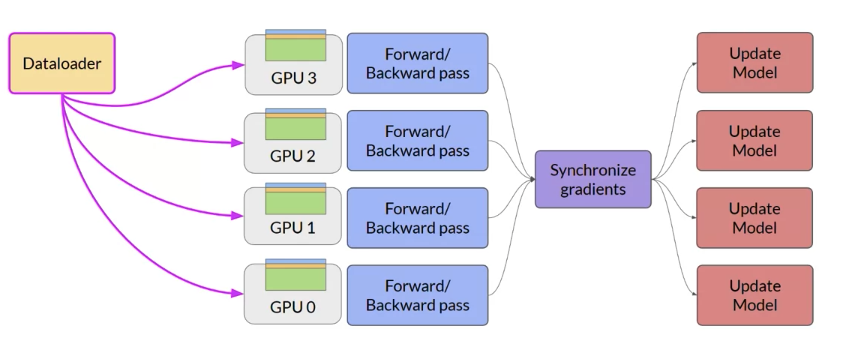 Dataloader
GPU 3
Forward/
Backward pass
Update
Model
GPU 2
Forward/
Backward pass
Update
Model
Synchronize
gradients
GPU 1
Forward/
Backward pass
Update
Model
GPU 0
Forward/
Backward pass
Update
Model